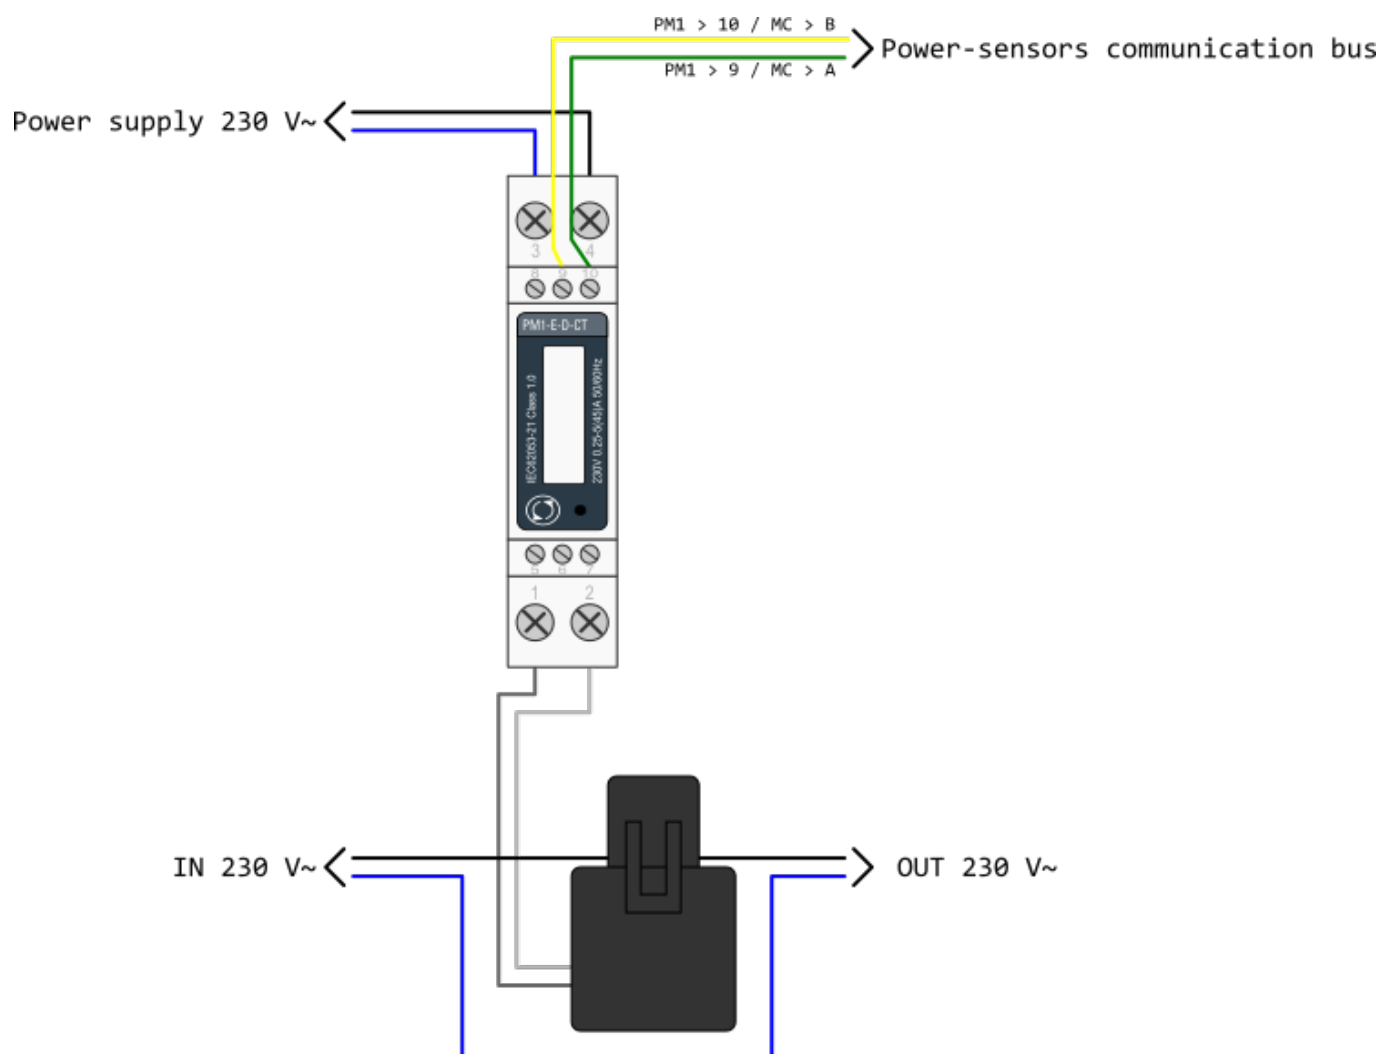 PM1 > 10 / MC > B
Power-sensors communication bus
PM1 > 9 / MC > A
Power supply 230 V~
3 4
8 9 10
PM1-E-D-CT
IEC62053-21 Class 1.0
230V 0.25-5(45)A 50/60Hz
5 6 7
1 2
IN 230 V~
OUT 230 V~